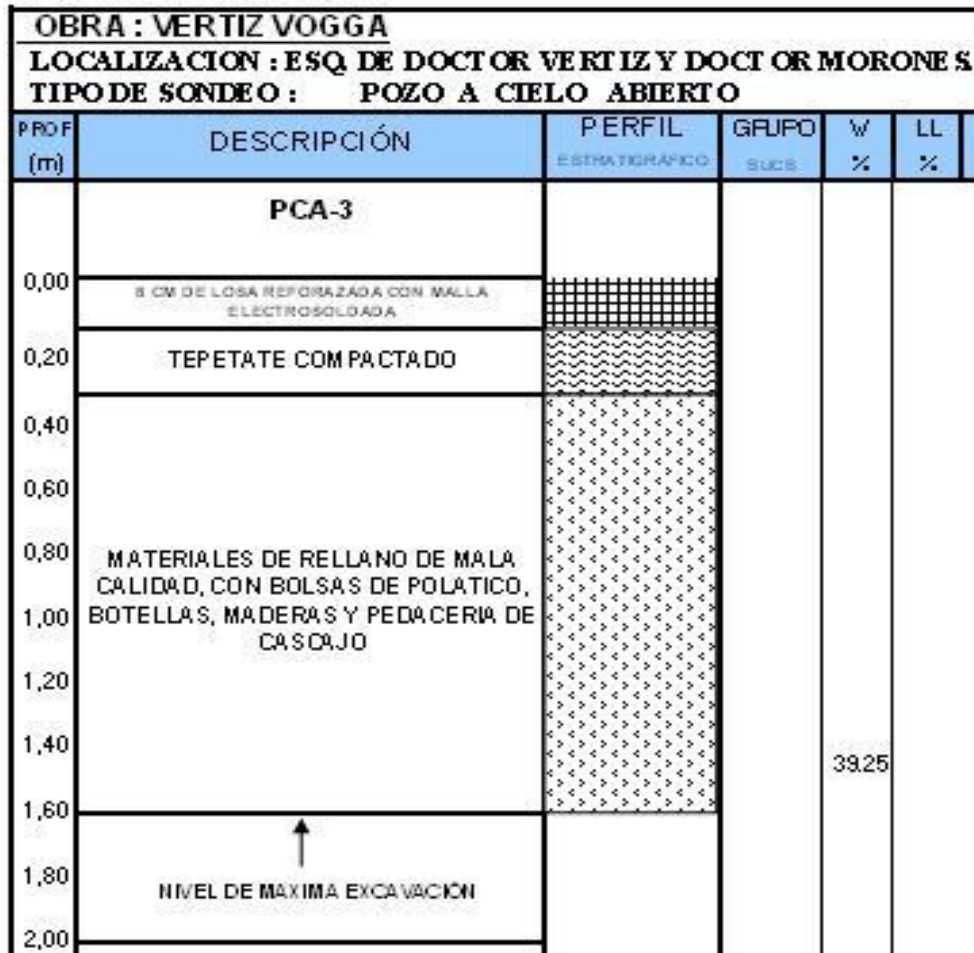 OBRA : VERTIZ VOGGA
LOCALIZACION : ESQ. DE DOCTOR VERTIZ Y DOCTOR MORONES
TIPO DE SONDEO : POZO A CIELO ABIERTO
PROF (m) DESCRIPCIÓN PERFIL ESTRATIGRÁFICO GRUPO SUCS W % LL %
PCA-3
0,00
8 CM DE LOSA REFORAZADA CON MALLA
ELECTROSOLDADA
0,20 TEPETATE COMPACTADO
0,40
0,60
0,80
MATERIALES DE RELLANO DE MALA
CALIDAD, CON BOLSAS DE POLATICO,
1,00 BOTELLAS, MADERAS Y PEDACERIA DE
CASCAJO
1,20
1,40
39.25
1,60
1,80
NIVEL DE MAXIMA EXCAVACIÓN
2,00